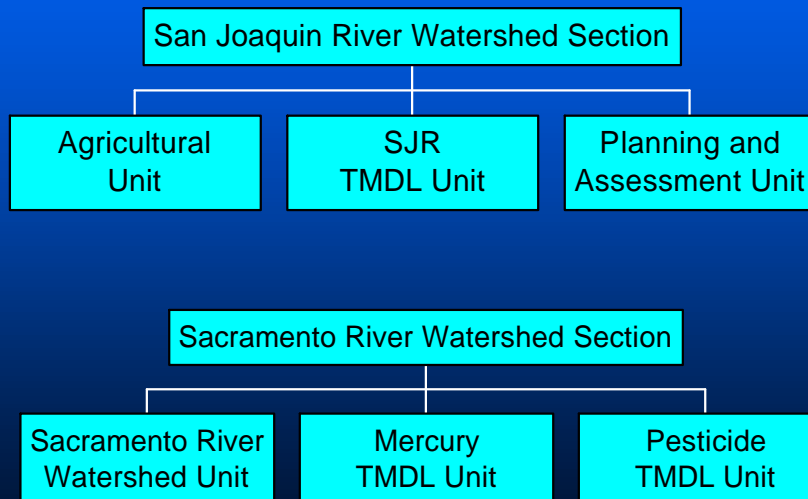 San Joaquin River Watershed Section
Agricultural
Unit
SJR
TMDL Unit
Planning and
Assessment Unit
Sacramento River Watershed Section
Sacramento River
Watershed Unit
Mercury
TMDL Unit
Pesticide
TMDL Unit